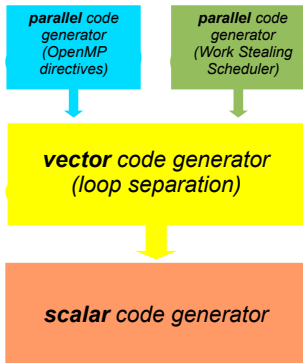 parallel code
generator
(OpenMP
directives)
parallel code
generator
(Work Stealing
Scheduler)
vector code generator
(loop separation)
scalar code generator